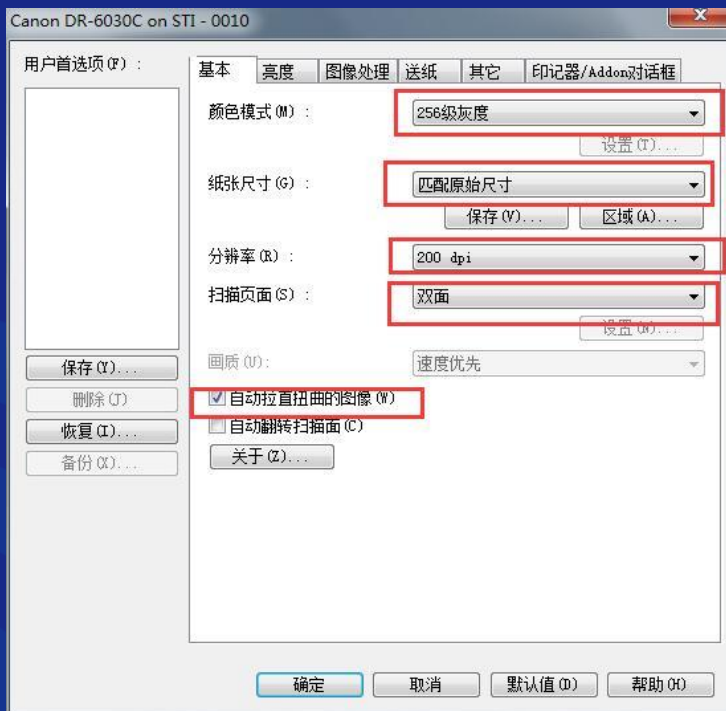 Canon DR-6030C on STI - 0010
用户首选项(F) :
基本 亮度 图像处理 送纸 其它 印记器/Addon对话框
颜色模式(M) : 256级灰度
设置(T)...
纸张尺寸(G) : 匹配原始尺寸
保存(V)... 区域(A)...
分辨率(R) : 200 dpi
扫描页面(S) : 双面
设置(N)...
保存(Y)... 画质(U): 速度优先
删除(J) 自动拉直扭曲的图像(W)
恢复(I)... 自动翻转扫描面(C)
备份(X)... 关于(Z)...
确定 取消 默认值(D) 帮助(H)